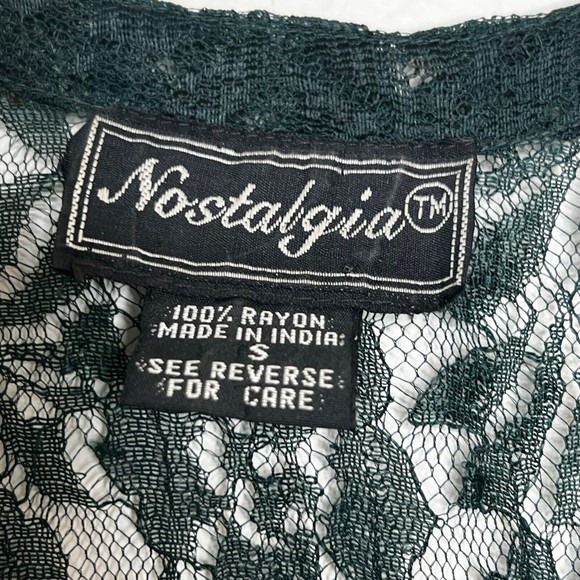 Nostalgia™
100% RAYON
MADE IN INDIA
S
SEE REVERSE
FOR CARE